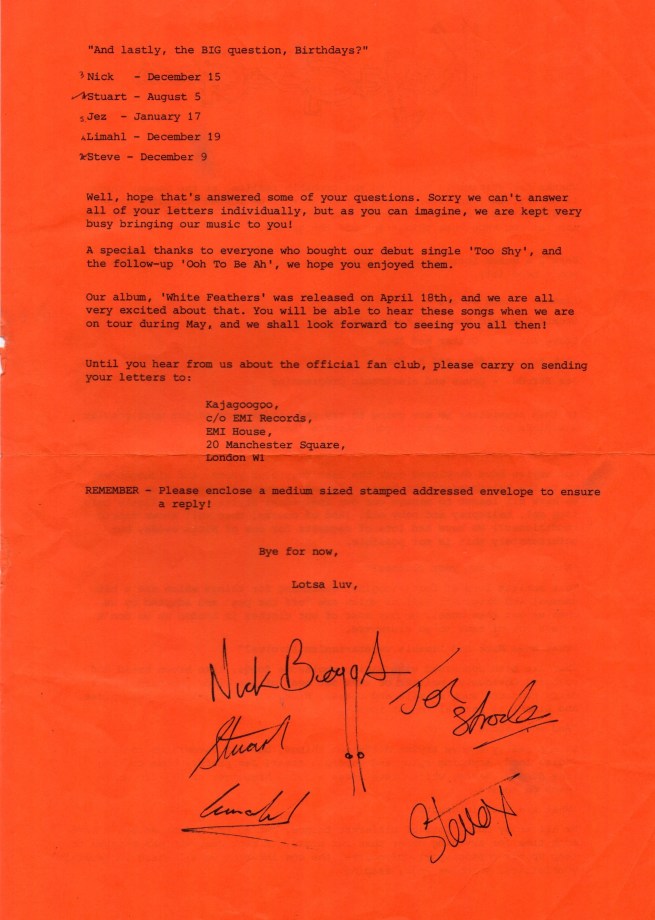 "And lastly, the BIG question, Birthdays?"
3 Nick - December 15
1 Stuart - August 5
5 Jez - January 17
4 Limahl - December 19
2 Steve - December 9
Well, hope that's answered some of your questions. Sorry we can't answer
all of your letters individually, but as you can imagine, we are kept very
busy bringing our music to you!
A special thanks to everyone who bought our debut single 'Too Shy', and
the follow-up 'Ooh To Be Ah', we hope you enjoyed them.
Our album, 'White Feathers' was released on April 18th, and we are all
very excited about that. You will be able to hear these songs when we are
on tour during May, and we shall look forward to seeing you all then!
Until you hear from us about the official fan club, please carry on sending
your letters to:
Kajagoogoo,
c/o EMI Records,
EMI House,
20 Manchester Square,
London W1
REMEMBER - Please enclose a medium sized stamped addressed envelope to ensure
a reply!
Bye for now,
Lotsa luv,
Nick Beggs
Jez Strode
Stuart
Limahl
Steve X